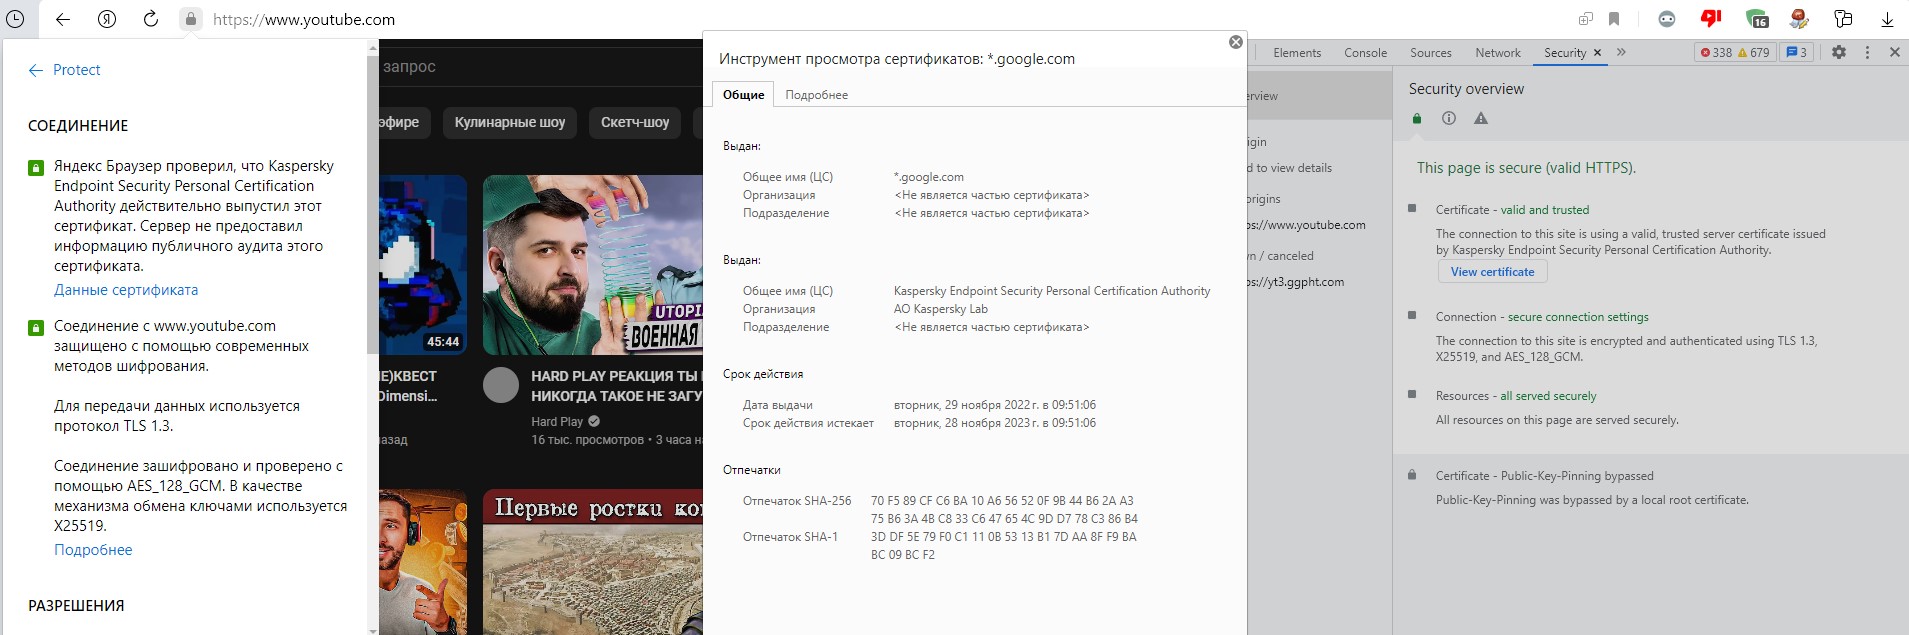 https://www.youtube.com
16
Protect
СОЕДИНЕНИЕ
Яндекс Браузер проверил, что Kaspersky
Endpoint Security Personal Certification
Authority действительно выпустил этот
сертификат. Сервер не предоставил
информацию публичного аудита этого
сертификата.
Данные сертификата
Соединение с www.youtube.com
защищено с помощью современных
методов шифрования.
Для передачи данных используется
протокол TLS 1.3.
Соединение зашифровано и проверено с
помощью AES_128_GCM. В качестве
механизма обмена ключами используется
X25519.
Подробнее
РАЗРЕШЕНИЯ
запрос
эфире
Кулинарные шоу
Скетч-шоу
45:44
UTOPI
ВОЕННАЯ
Е)КВЕСТ
Dimensi...
азад
HARD PLAY РЕАКЦИЯ ТЫ
НИКОГДА ТАКОЕ НЕ ЗАГУ
Hard Play
16 тыс. просмотров • 3 часа на
Первые ростки ко
Инструмент просмотра сертификатов: *.google.com
Общие
Подробнее
Выдан:
Общее имя (ЦС) *.google.com
Организация <Не является частью сертификата>
Подразделение <Не является частью сертификата>
Выдан:
Общее имя (ЦС) Kaspersky Endpoint Security Personal Certification Authority
Организация AO Kaspersky Lab
Подразделение <Не является частью сертификата>
Срок действия
Дата выдачи вторник, 29 ноября 2022 г. в 09:51:06
Срок действия истекает вторник, 28 ноября 2023 г. в 09:51:06
Отпечатки
Отпечаток SHA-256 70 F5 89 CF C6 BA 10 A6 56 52 0F 9B 44 B6 2A A3
75 B6 3A 4B C8 33 C6 47 65 4C 9D D7 78 C3 86 B4
Отпечаток SHA-1 3D DF 5E 79 F0 C1 11 0B 53 13 B1 7D AA 8F F9 BA
BC 09 BC F2
Elements Console Sources Network Security 338 679 3
erview
igin
d to view details
origins
ps://www.youtube.com
vn / canceled
ps://yt3.ggpht.com
Security overview
This page is secure (valid HTTPS).
Certificate - valid and trusted
The connection to this site is using a valid, trusted server certificate issued
by Kaspersky Endpoint Security Personal Certification Authority.
View certificate
Connection - secure connection settings
The connection to this site is encrypted and authenticated using TLS 1.3,
X25519, and AES_128_GCM.
Resources - all served securely
All resources on this page are served securely.
Certificate - Public-Key-Pinning bypassed
Public-Key-Pinning was bypassed by a local root certificate.